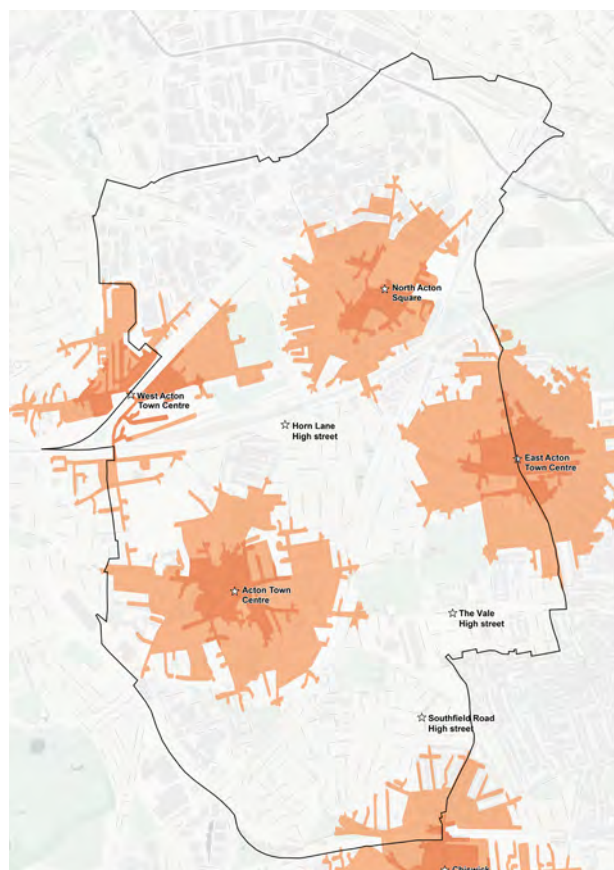 North Acton
Square
West Acton
Town Centre
Horn Lane
High street
East Acton
Town Centre
Acton Town
Centre
The Vale
High street
Southfield Road
High street
Chiswick